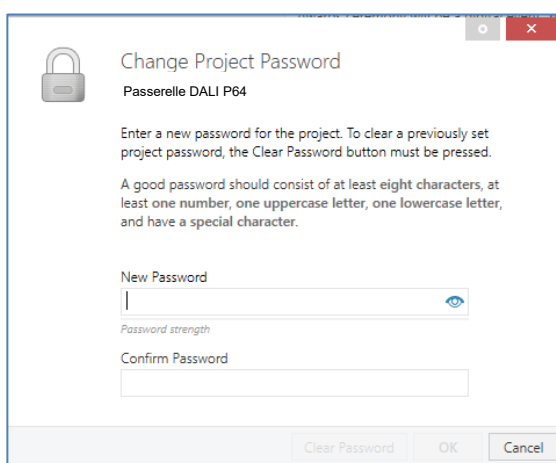 Change Project Password
Passerelle DALI P64
Enter a new password for the project. To clear a previously set
project password, the Clear Password button must be pressed.
A good password should consist of at least eight characters, at
least one number, one uppercase letter, one lowercase letter,
and have a special character.
New Password
Password strength
Confirm Password
Clear Password OK Cancel